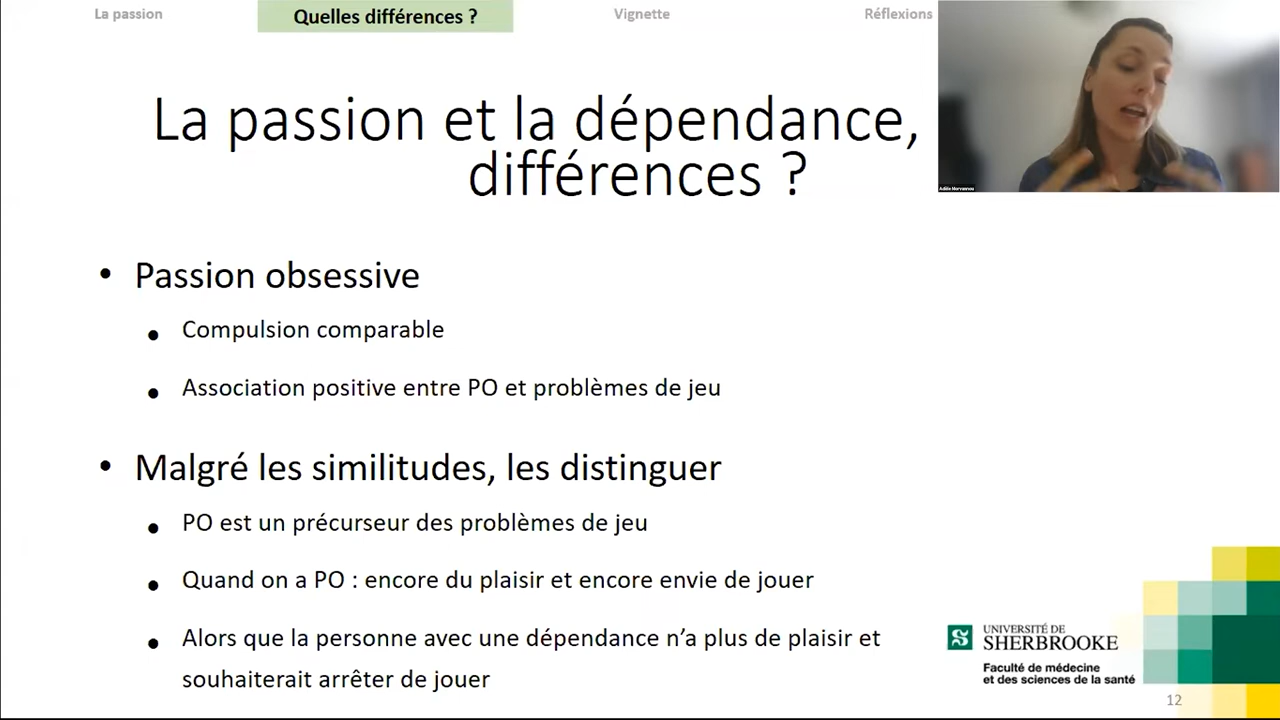 La passion
Quelles différences ?
Vignette
Réflexions
La passion et la dépendance,
différences ?
Adèle Morvannou
• Passion obsessive
• Compulsion comparable
• Association positive entre PO et problèmes de jeu
• Malgré les similitudes, les distinguer
• PO est un précurseur des problèmes de jeu
• Quand on a PO : encore du plaisir et encore envie de jouer
• Alors que la personne avec une dépendance n’a plus de plaisir et
souhaiterait arrêter de jouer
UNIVERSITÉ DE
SHERBROOKE
Faculté de médecine
et des sciences de la santé
12